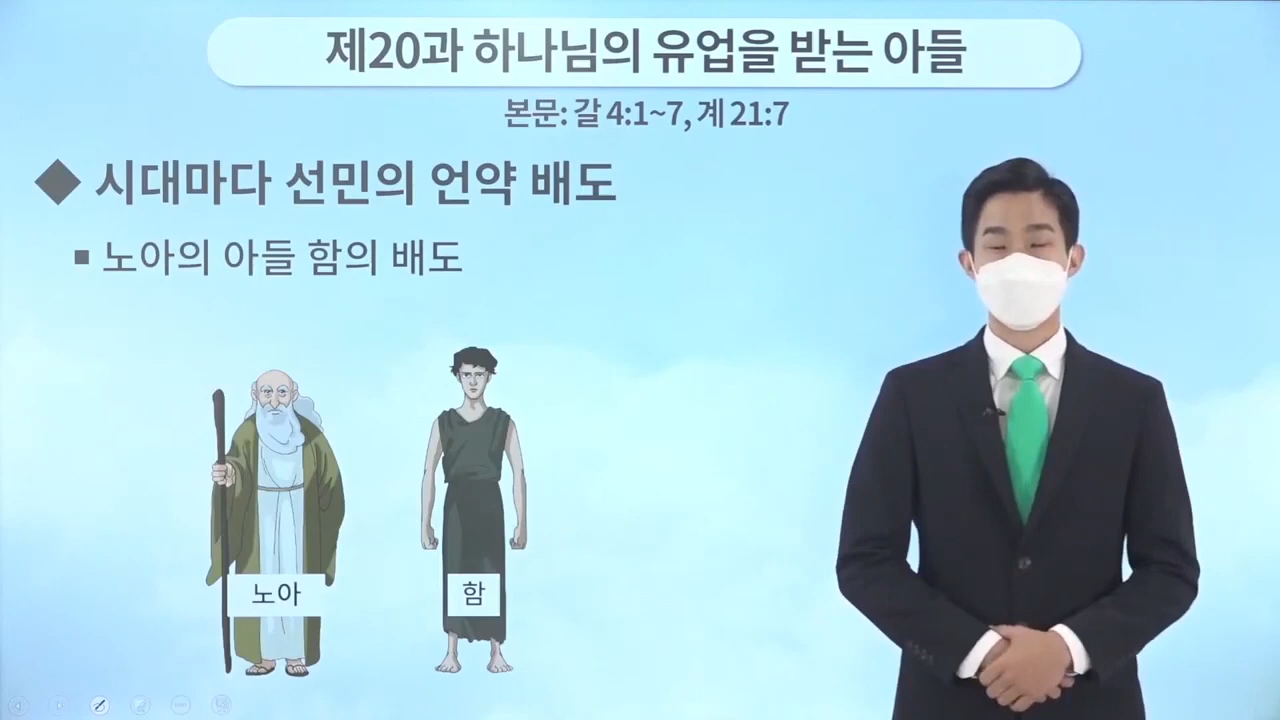 제20과 하나님의 유업을 받는 아들
본문: 갈 4:1~7, 계 21:7
◆ 시대마다 선민의 언약 배도
▪ 노아의 아들 함의 배도
노아
함